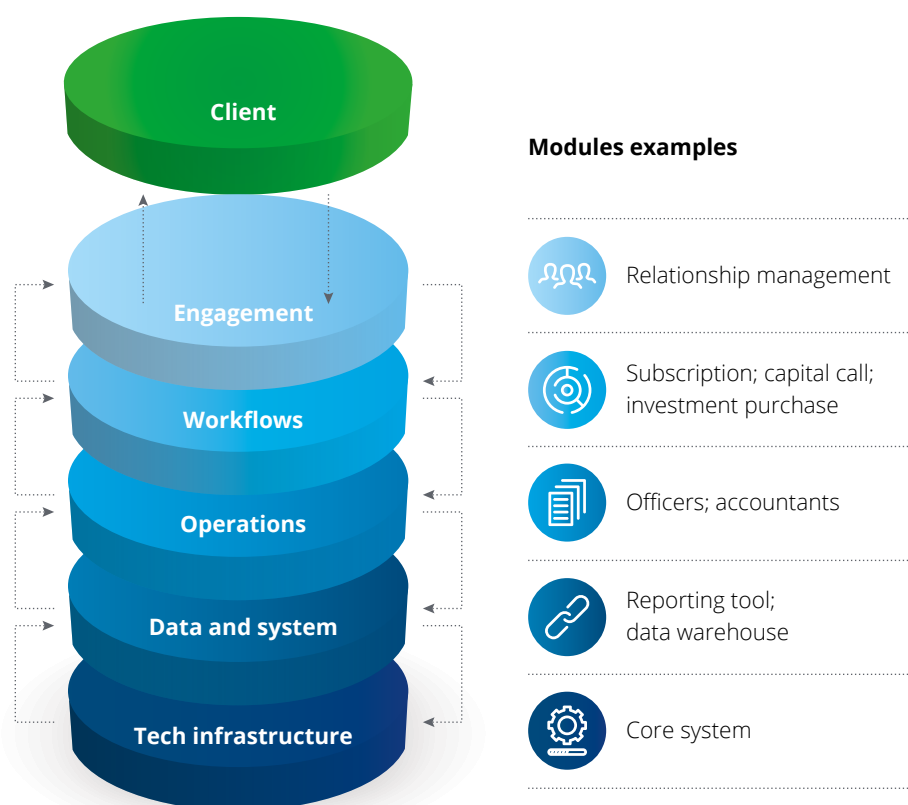 Client
Engagement
Workflows
Operations
Data and system
Tech infrastructure
Modules examples
Relationship management
Subscription; capital call;
investment purchase
Officers; accountants
Reporting tool;
data warehouse
Core system